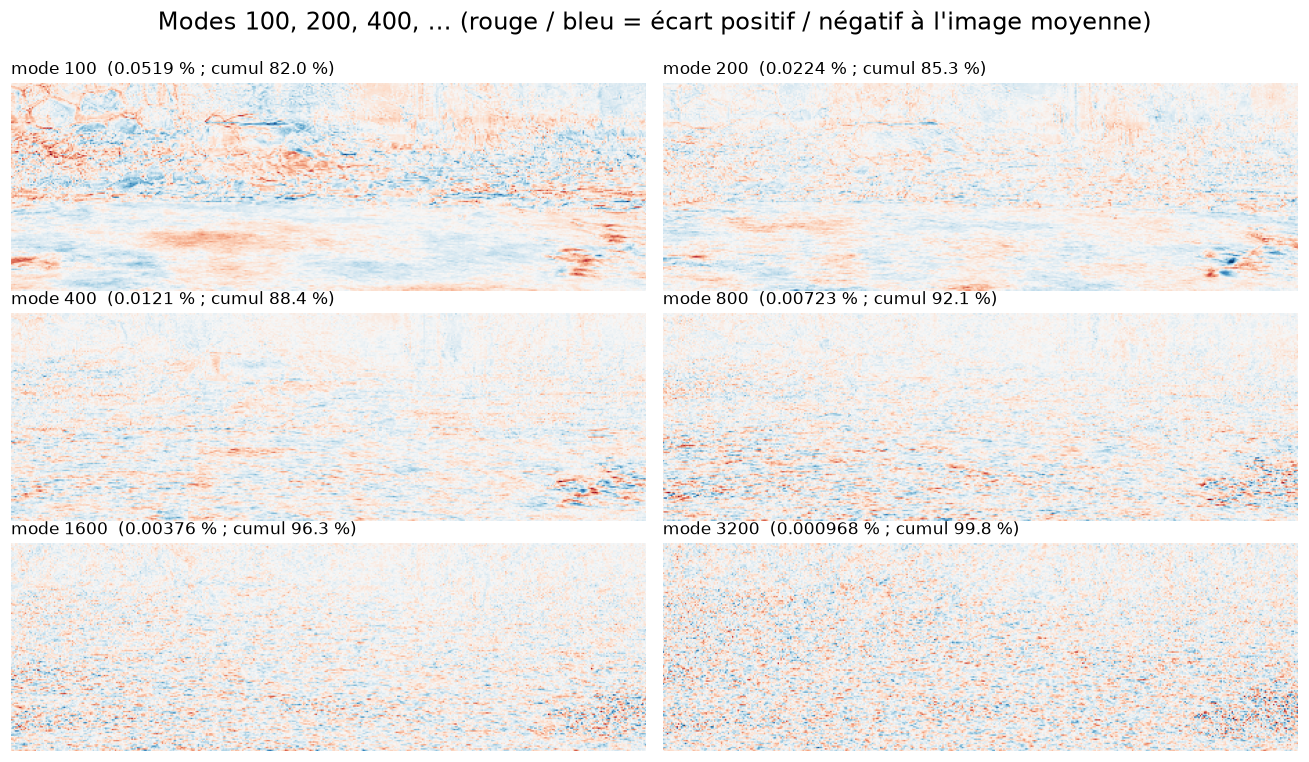 Modes 100, 200, 400, ... (rouge / bleu = écart positif / négatif à l'image moyenne)
mode 100  (0.0519 % ; cumul 82.0 %)
mode 200  (0.0224 % ; cumul 85.3 %)
mode 400  (0.0121 % ; cumul 88.4 %)
mode 800  (0.00723 % ; cumul 92.1 %)
mode 1600  (0.00376 % ; cumul 96.3 %)
mode 3200  (0.000968 % ; cumul 99.8 %)